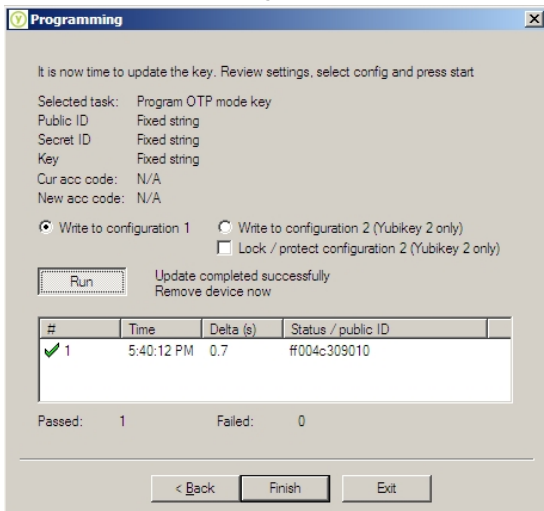 Programming
It is now time to update the key. Review settings, select config and press start
Selected task: Program OTP mode key
Public ID Fixed string
Secret ID Fixed string
Key Fixed string
Cur acc code: N/A
New acc code: N/A
Write to configuration 1 Write to configuration 2 (Yubikey 2 only)
Lock / protect configuration 2 (Yubikey 2 only)
Run Update completed successfully
Remove device now
# Time Delta (s) Status / public ID
1 5:40:12 PM 0.7 ff004c309010
Passed: 1 Failed: 0
< Back Finish Exit